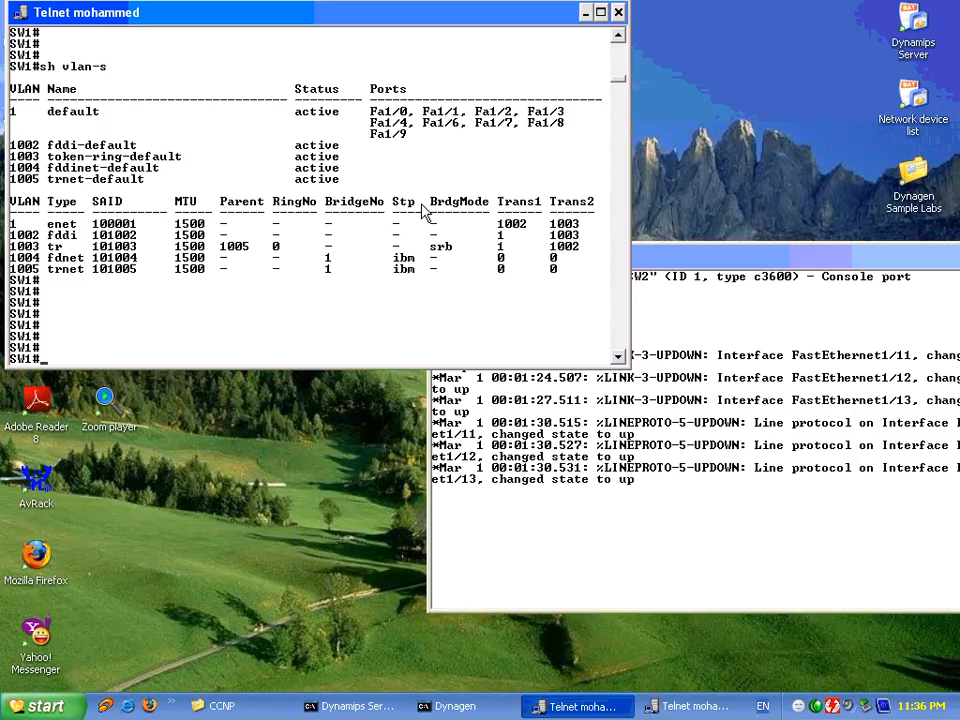 Telnet mohammed
SW1#
SW1#
SW1#
SW1#sh vlan-s
VLAN Name Status Ports
1 default active Fa1/0, Fa1/1, Fa1/2, Fa1/3
Fa1/4, Fa1/6, Fa1/7, Fa1/8
Fa1/9
1002 fddi-default active
1003 token-ring-default active
1004 fddinet-default active
1005 trnet-default active
VLAN Type SAID MTU Parent RingNo BridgeNo Stp BrdgMode Trans1 Trans2
1 enet 100001 1500 - - - - - 1002 1003
1002 fddi 101002 1500 - - - - - 1 1003
1003 tr 101003 1500 1005 0 - - srb 1 1002
1004 fdnet 101004 1500 - - 1 ibm - 0 0
1005 trnet 101005 1500 - - 1 ibm - 0 0
SW1#
SW1#
SW1#
SW1#
SW1#
SW1#
SW1#
SW1#_
Dynamips
Server
Network device
list
Dynagen
Sample Labs
SW2" (ID 1, type c3600) - Console port
K-3-UPDOWN: Interface FastEthernet1/11, chang
*Mar 1 00:01:24.507: %LINK-3-UPDOWN: Interface FastEthernet1/12, chang
to up
*Mar 1 00:01:27.511: %LINK-3-UPDOWN: Interface FastEthernet1/13, chang
to up
*Mar 1 00:01:30.515: %LINEPROTO-5-UPDOWN: Line protocol on Interface
et1/11, changed state to up
*Mar 1 00:01:30.527: %LINEPROTO-5-UPDOWN: Line protocol on Interface
et1/12, changed state to up
*Mar 1 00:01:30.531: %LINEPROTO-5-UPDOWN: Line protocol on Interface
et1/13, changed state to up
Adobe Reader
8
Zoom player
AvRack
Mozilla Firefox
Yahoo!
Messenger
start
CCNP
Dynamips Ser...
Dynagen
Telnet moha...
Telnet moha...
EN
11:36 PM